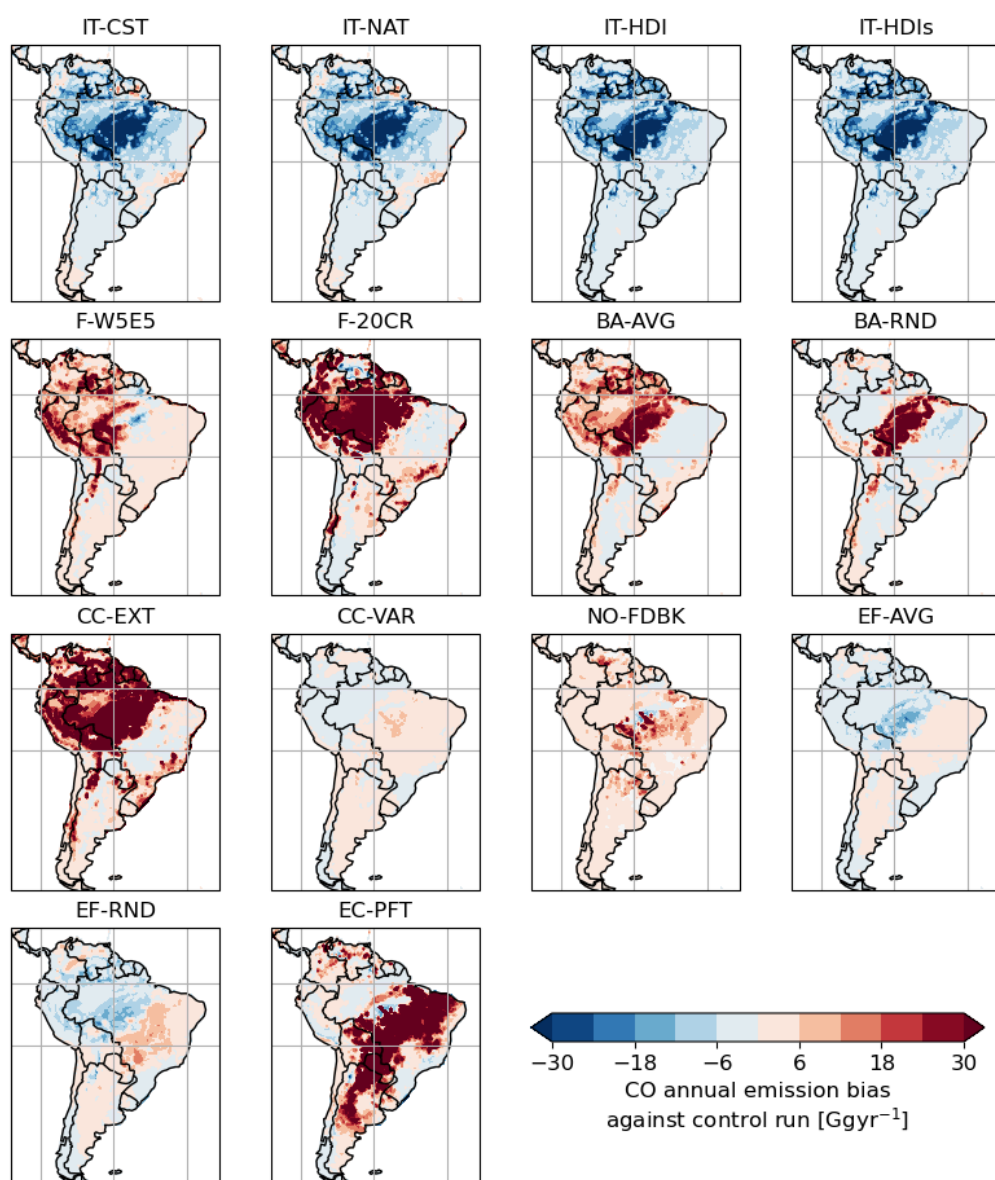 IT-CST IT-NAT IT-HDI IT-HDIs
F-W5E5 F-20CR BA-AVG BA-RND
CC-EXT CC-VAR NO-FDBK EF-AVG
EF-RND EC-PFT
−30 −18 −6 6 18 30
CO annual emission bias
against control run [Ggyr⁻¹]